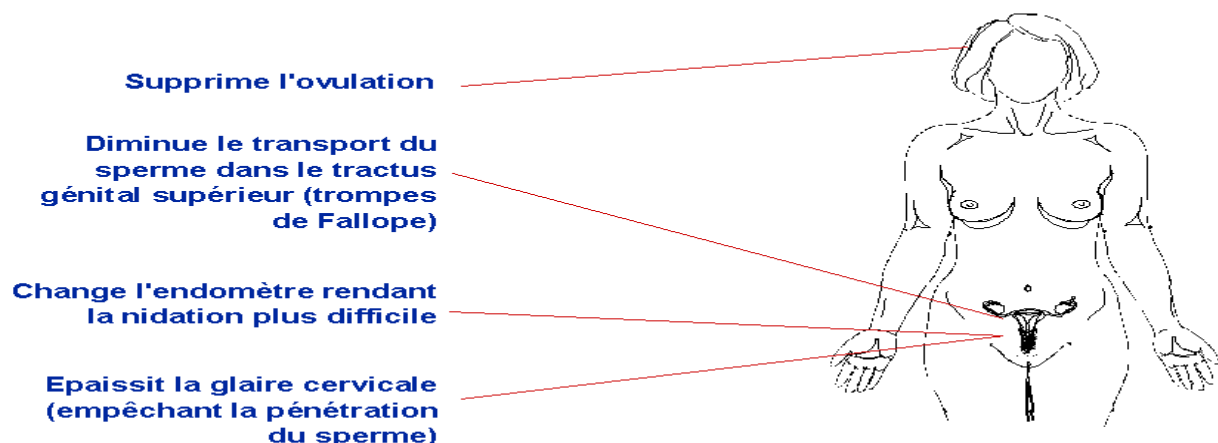 Supprime l'ovulation
Diminue le transport du
sperme dans le tractus
génital supérieur (trompes
de Fallope)
Change l'endomètre rendant
la nidation plus difficile
Epaissit la glaire cervicale
(empêchant la pénétration
du sperme)